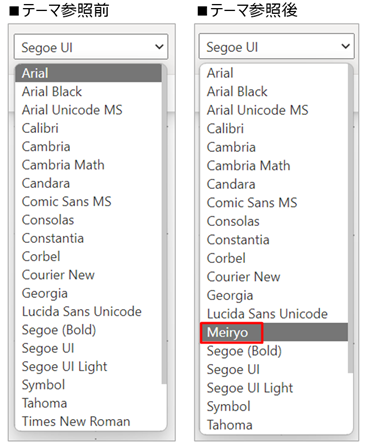 ■テーマ参照前
Segoe UI
Arial
Arial Black
Arial Unicode MS
Calibri
Cambria
Cambria Math
Candara
Comic Sans MS
Consolas
Constantia
Corbel
Courier New
Georgia
Lucida Sans Unicode
Segoe (Bold)
Segoe UI
Segoe UI Light
Symbol
Tahoma
Times New Roman
■テーマ参照後
Segoe UI
Arial
Arial Black
Arial Unicode MS
Calibri
Cambria
Cambria Math
Candara
Comic Sans MS
Consolas
Constantia
Corbel
Courier New
Georgia
Lucida Sans Unicode
Meiryo
Segoe (Bold)
Segoe UI
Segoe UI Light
Symbol
Tahoma